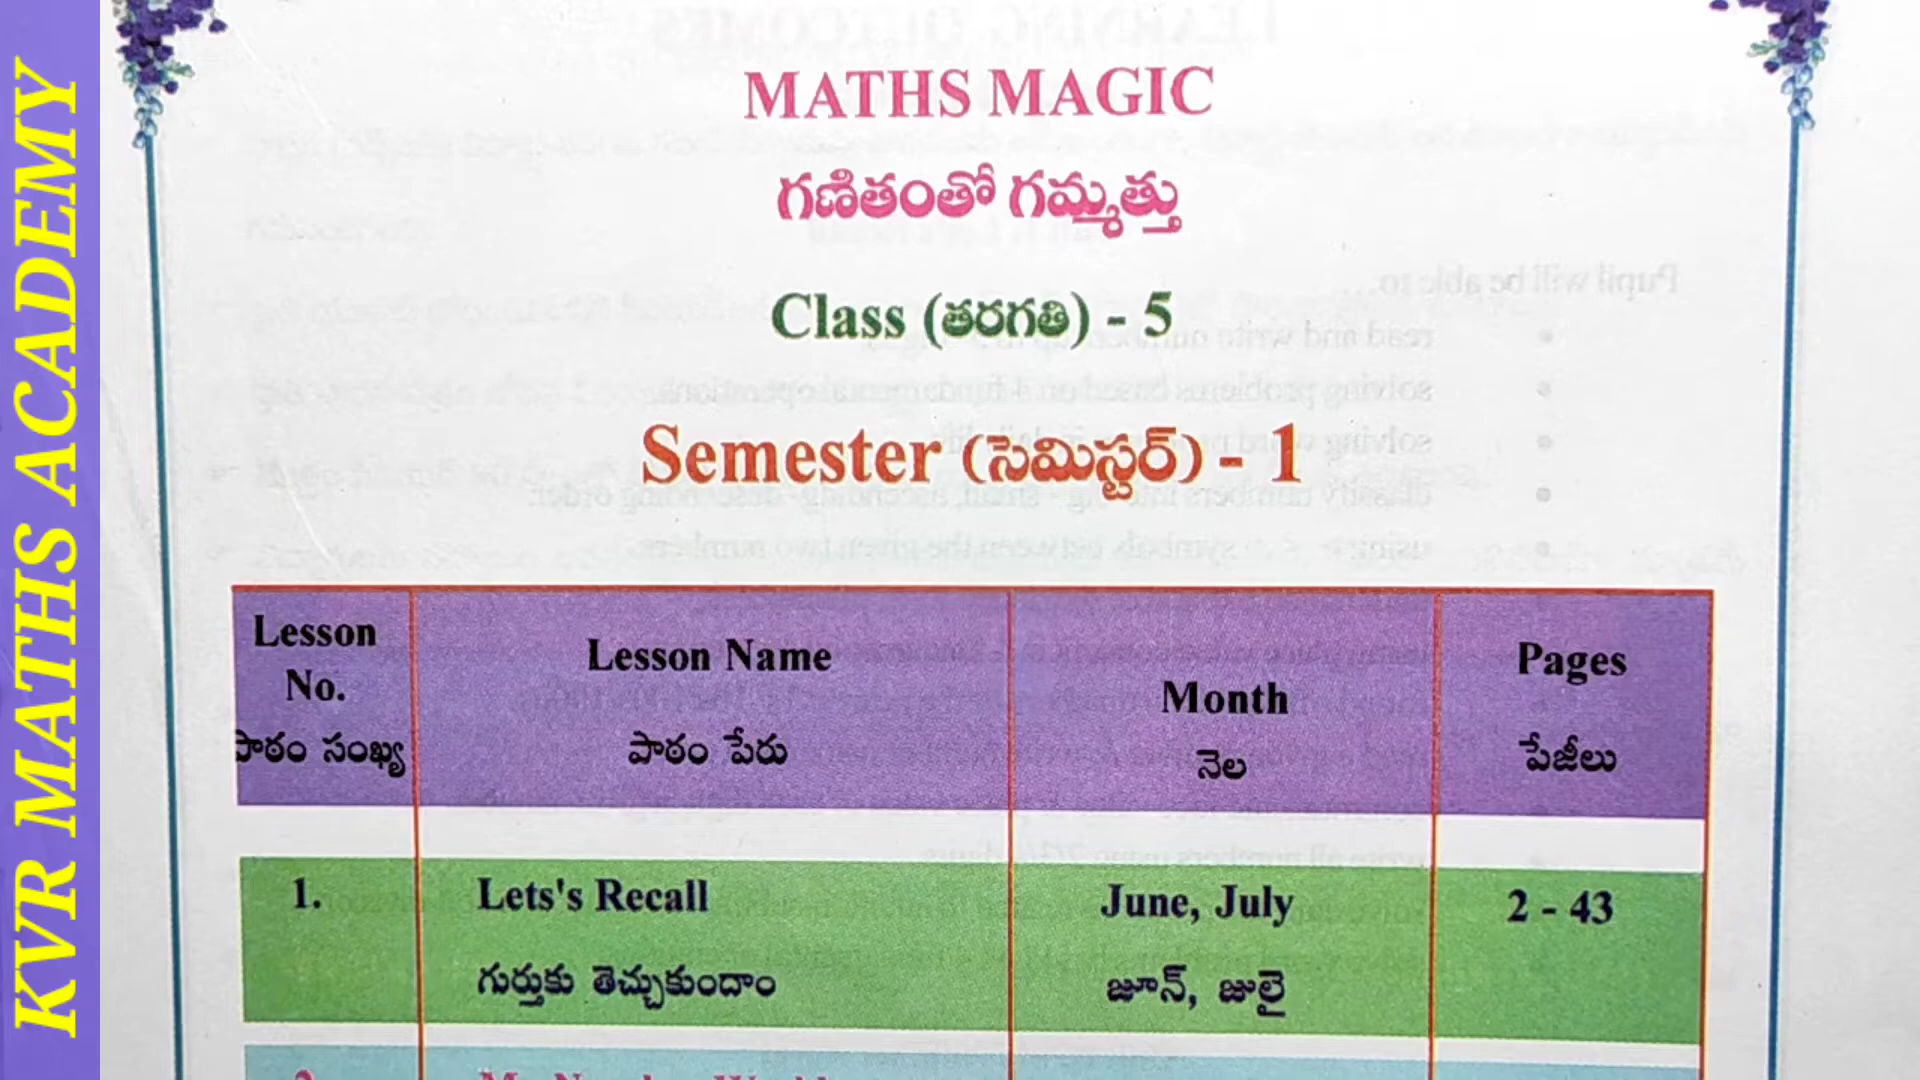 KVR MATHS ACADEMY
MATHS MAGIC
గణితంతో గమ్మత్తు
Class (తరగతి) - 5
Semester (సెమిస్టర్) - 1
Lesson No.
పాఠం సంఖ్య
Lesson Name
పాఠం పేరు
Month
నెల
Pages
పేజీలు
1.
Lets's Recall
గుర్తుకు తెచ్చుకుందాం
June, July
జూన్, జులై
2 - 43